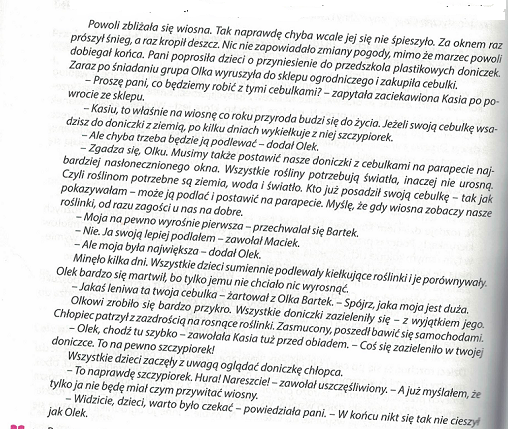 Powoli zbliżała się wiosna. Tak naprawdę chyba wcale jej się nie śpieszyło. Za oknem raz
prószył śnieg, a raz kropił deszcz. Nic nie zapowiadało zmiany pogody, mimo że marzec powoli
dobiegał końca. Pani poprosiła dzieci o przyniesienie do przedszkola plastikowych doniczek.
Zaraz po śniadaniu grupa Olka wyruszyła do sklepu ogrodniczego i zakupiła cebulki.
– Proszę pani, co będziemy robić z tymi cebulkami? – zapytała zaciekawiona Kasia po po-
wrocie ze sklepu.
– Kasiu, to właśnie na wiosnę co roku przyroda budzi się do życia. Jeżeli swoją cebulkę wsa-
dzisz do doniczki z ziemią, po kilku dniach wykiełkuje z niej szczypiorek.
– Ale chyba trzeba będzie ją podlewać – dodał Olek.
– Zgadza się, Olku. Musimy także postawić nasze doniczki z cebulkami na parapecie naj-
bardziej nasłonecznionego okna. Wszystkie rośliny potrzebują światła, inaczej nie urosną.
Czyli roślinom potrzebne są ziemia, woda i światło. Kto już posadził swoją cebulkę – tak jak
pokazywałam – może ją podlać i postawić na parapecie. Myślę, że gdy wiosna zobaczy nasze
roślinki, od razu zagości u nas na dobre.
– Moja na pewno wyrośnie pierwsza – przechwalał się Bartek.
– Nie. Ja swoją lepiej podlałem – zawołał Maciek.
– Ale moja była największa – dodał Olek.
Minęło kilka dni. Wszystkie dzieci sumiennie podlewały kiełkujące roślinki i je porównywały.
Olek bardzo się martwił, bo tylko jemu nie chciało nic wyrosnąć.
– Jakaś leniwa ta twoja cebulka – żartował z Olka Bartek. – Spójrz, jaka moja jest duża.
Olkowi zrobiło się bardzo przykro. Wszystkie doniczki zazieleniły się – z wyjątkiem jego.
Chłopiec patrzył z zazdrością na rosnące roślinki. Zasmucony, poszedł bawić się samochodami.
– Olek, chodź tu szybko – zawołała Kasia tuż przed obiadem. – Coś się zazieleniło w twojej
doniczce. To na pewno szczypiorek!
Wszystkie dzieci zaczęły z uwagą oglądać doniczkę chłopca.
– To naprawdę szczypiorek. Hura! Nareszcie! – zawołał uszczęśliwiony. – A już myślałem, że
tylko ja nie będę miał czym przywitać wiosny.
– Widzicie, dzieci, warto było czekać – powiedziała pani. – W końcu nikt się tak nie cieszył
jak Olek.